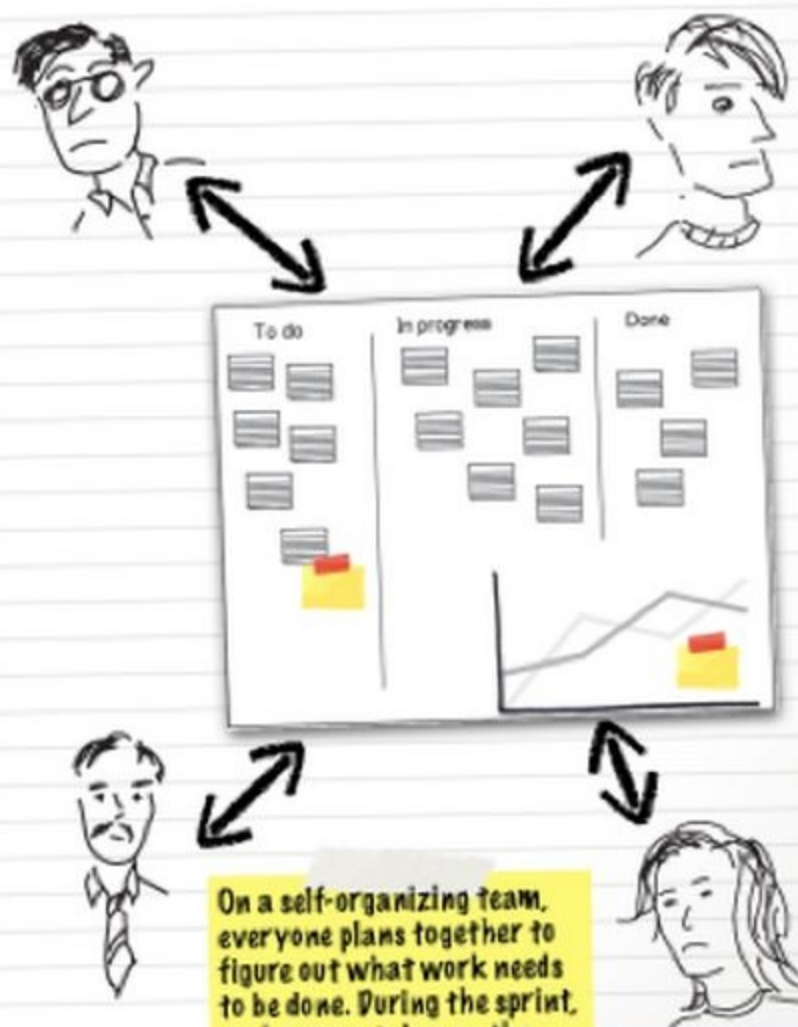 To do
In progress
Done
On a self-organizing team,
everyone plans together to
figure out what work needs
to be done. During the sprint,